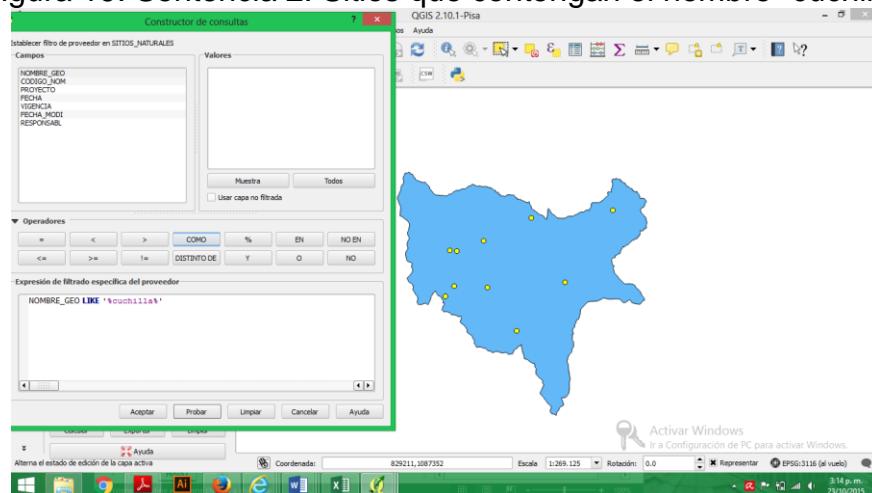 Constructor de consultas
? ×
QGIS 2.10.1-Pisa
Establecer filtro de proveedor en SITIOS_NATURALES
Ayuda
Campos
Valores
NOMBRE_GEO
CODIGO_NOM
PROYECTO
FECHA
VIGENCIA
FECHA_MODI
RESPONSABL
Muestra
Todos
Usar capa no filtrada
Operadores
= < > COMO % EN NO EN
<= >= != DISTINTO DE Y O NO
Expresión de filtrado específica del proveedor
NOMBRE_GEO LIKE '%cuchilla%'
Aceptar Probar Limpiar Cancelar Ayuda
Activar Windows
Ir a Configuración de PC para activar Windows.
Ayuda
Alterna el estado de edición de la capa activa
Coordenada: 829211,1087352 Escala 1:269.125 Rotación: 0.0 Representar EPSG:3116 (al vuelo)
3:14 p. m.
23/10/2015